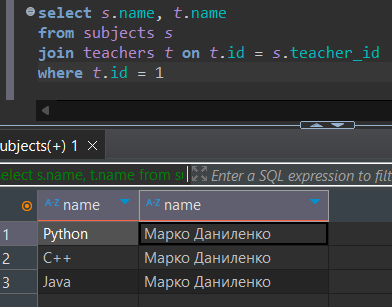 select s.name, t.name
from subjects s
join teachers t on t.id = s.teacher_id
where t.id = 1
ubjects(+) 1
select s.name, t.name from su
Enter a SQL expression to filt
A-Z name A-Z name
1 Python Марко Даниленко
2 C++ Марко Даниленко
3 Java Марко Даниленко